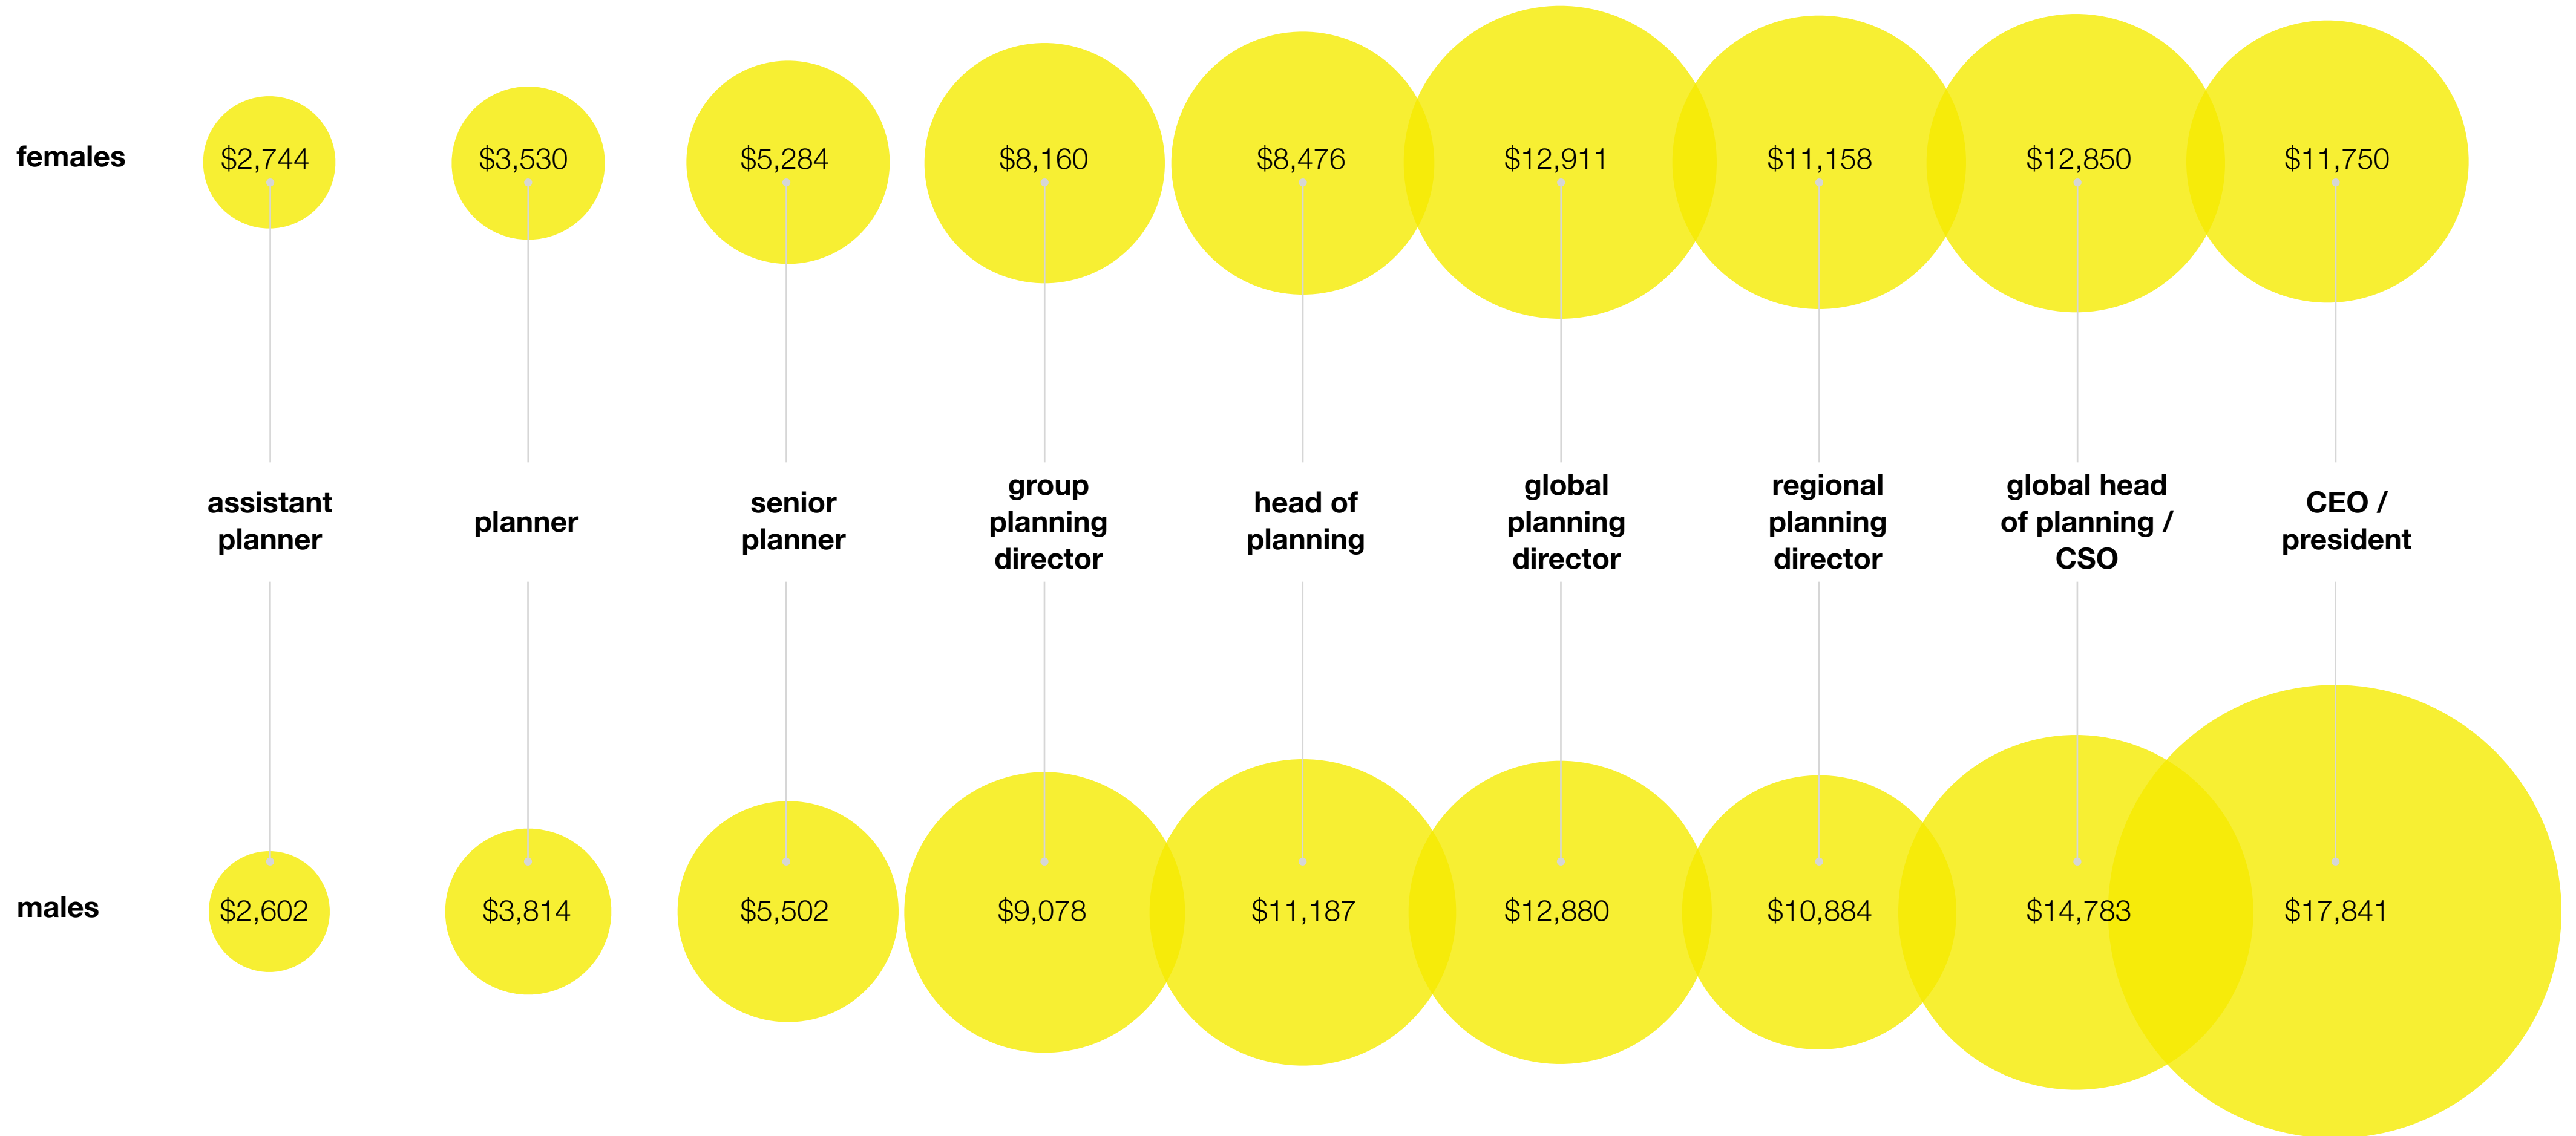 females
$2,744
$3,530
$5,284
$8,160
$8,476
$12,911
$11,158
$12,850
$11,750
assistant
planner
planner
senior
planner
group
planning
director
head of
planning
global
planning
director
regional
planning
director
global head
of planning /
CSO
CEO /
president
males
$2,602
$3,814
$5,502
$9,078
$11,187
$12,880
$10,884
$14,783
$17,841